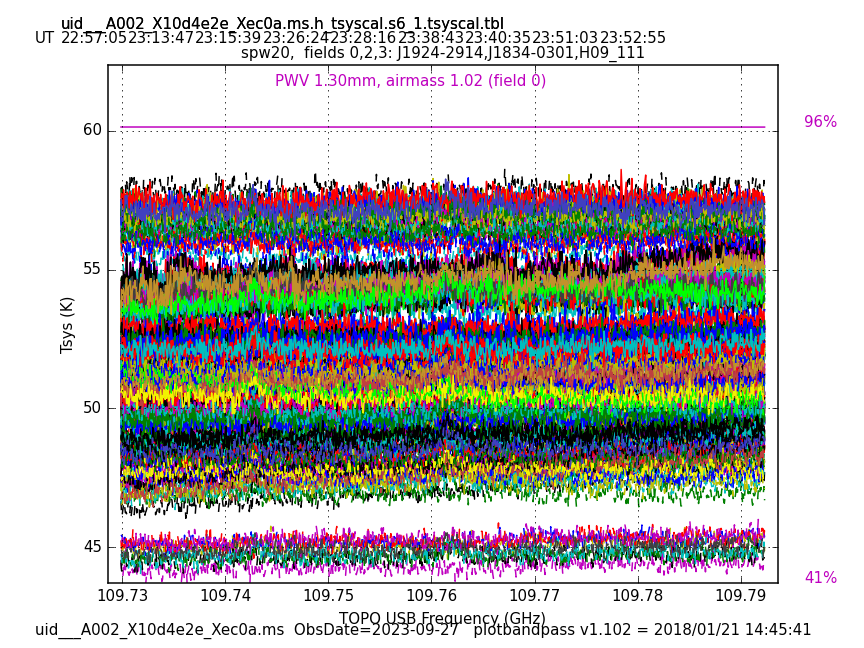 uid___A002_X10d4e2e_Xec0a.ms.h_tsyscal.s6_1.tsyscal.tbl
UT 22:57:05 23:13:47 23:15:39 23:26:24 23:28:16 23:38:43 23:40:35 23:51:03 23:52:55
spw20, fields 0,2,3: J1924-2914,J1834-0301,H09_111
PWV 1.30mm, airmass 1.02 (field 0)
96%
60
55
Tsys (K)
50
45
41%
109.73 109.74 109.75 109.76 109.77 109.78 109.79
TOPO USB Frequency (GHz)
uid___A002_X10d4e2e_Xec0a.ms ObsDate=2023-09-27 plotbandpass v1.102 = 2018/01/21 14:45:41